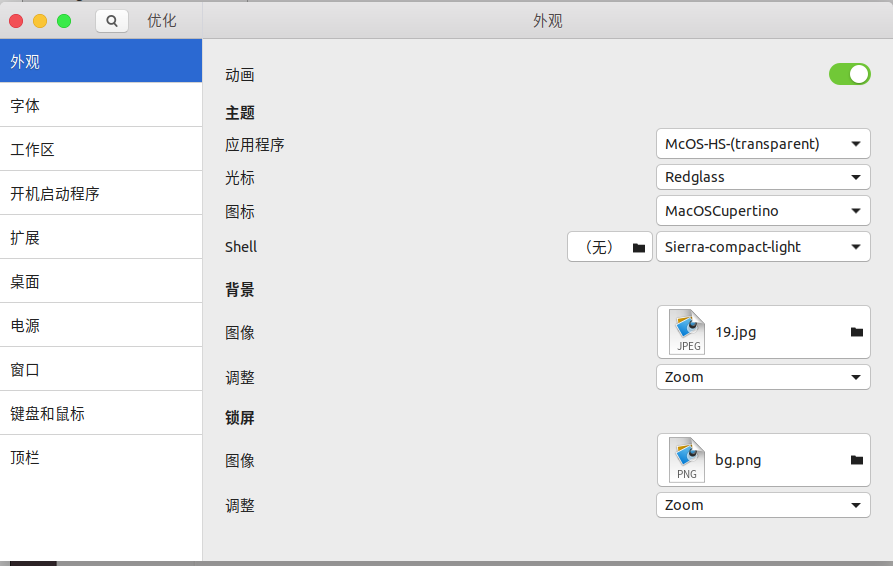 优化
外观
外观
字体
工作区
开机启动程序
扩展
桌面
电源
窗口
键盘和鼠标
顶栏
动画
主题
应用程序 McOS-HS-(transparent)
光标 Redglass
图标 MacOSCupertino
Shell （无） Sierra-compact-light
背景
图像 JPEG 19.jpg
调整 Zoom
锁屏
图像 PNG bg.png
调整 Zoom